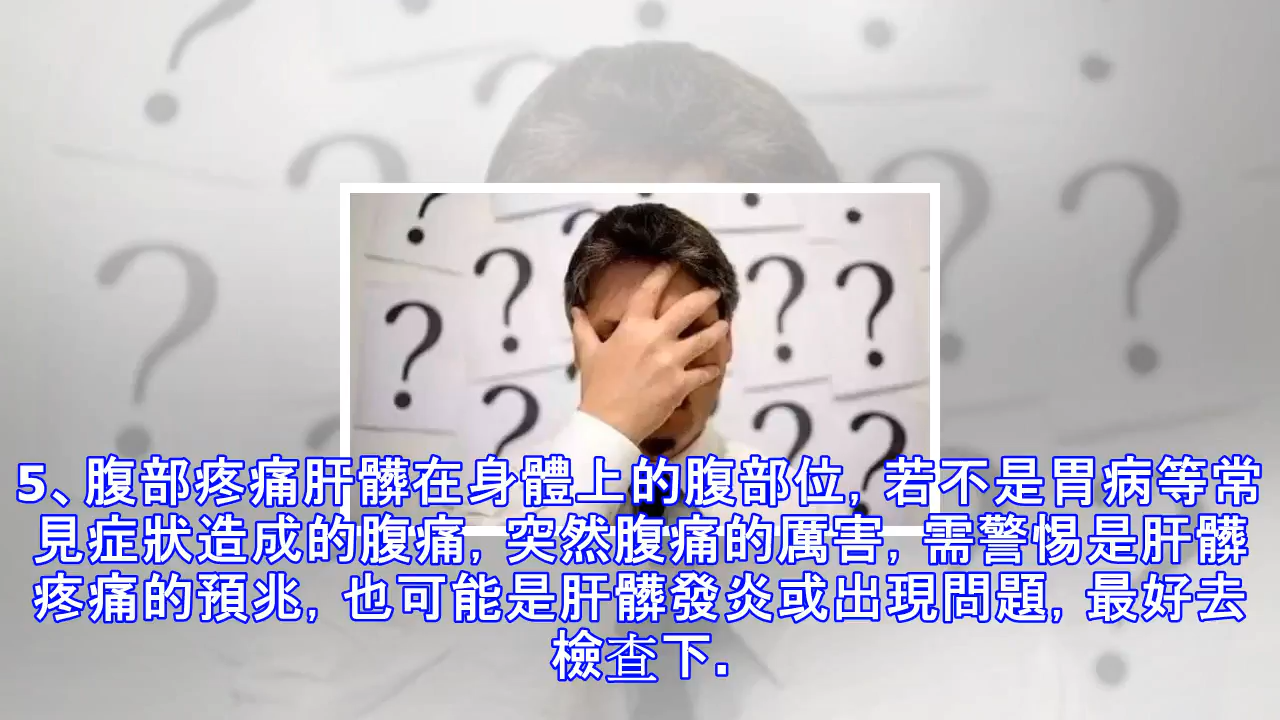 5、腹部疼痛肝髒在身體上的腹部位, 若不是胃病等常
見症狀造成的腹痛, 突然腹痛的厲害, 需警惕是肝髒
疼痛的預兆, 也可能是肝髒發炎或出現問題, 最好去
檢查下.